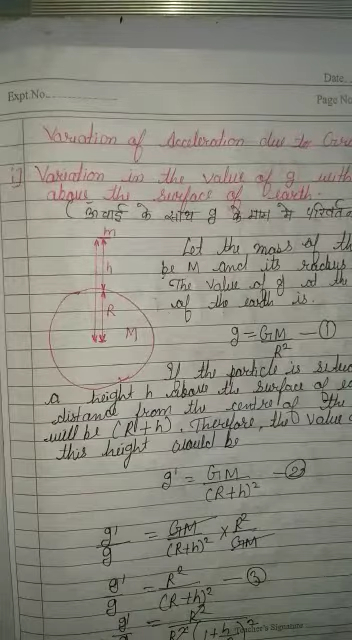 Date.
Expt.No.
Page No
Variation of Acceleration due to
i) Variation in the value of g with
above the surface of Earth.
(ऊंचाई के साथ g के मान में परिवर्तन
m
h
R
M
Let the mass of the
be M and its radius
The value of g at the
of the earth is.
g = GM/R² — ①
If the particle is
a height h above the surface of
distance from the centre of the
will be (R+h). Therefore, the value
this height would be
g' = GM/(R+h)² — ②
g'/g = GM/(R+h)² × R²/GM
g'/g = R²/(R+h)² — ③
g'/g = R²/R²(1+h/
Teacher's Signature